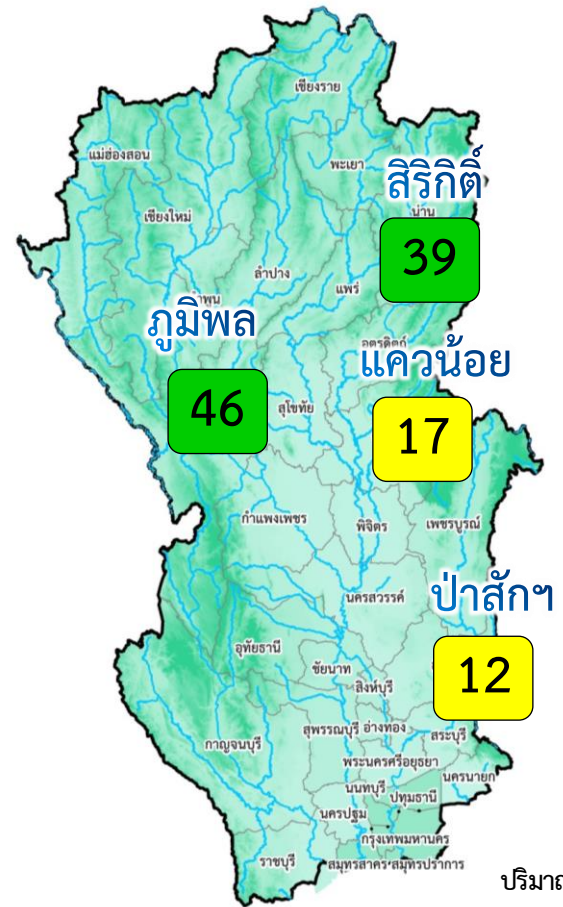 เชียงราย
แม่ฮ่องสอน
พะเยา
สิริกิติ์
น่าน
เชียงใหม่
39
ลำปาง
แพร่
ภูมิพล
อุตรดิตถ์
แควน้อย
46
สุโขทัย
17
กำแพงเพชร
พิจิตร
เพชรบูรณ์
ป่าสักฯ
นครสวรรค์
อุทัยธานี
ชัยนาท
12
สิงห์บุรี
สุพรรณบุรี อ่างทอง
สระบุรี
กาญจนบุรี
พระนครศรีอยุธยา
นครนายก
นนทบุรี
ปทุมธานี
นครปฐม
กรุงเทพมหานคร
ราชบุรี
สมุทรสาคร สมุทรปราการ